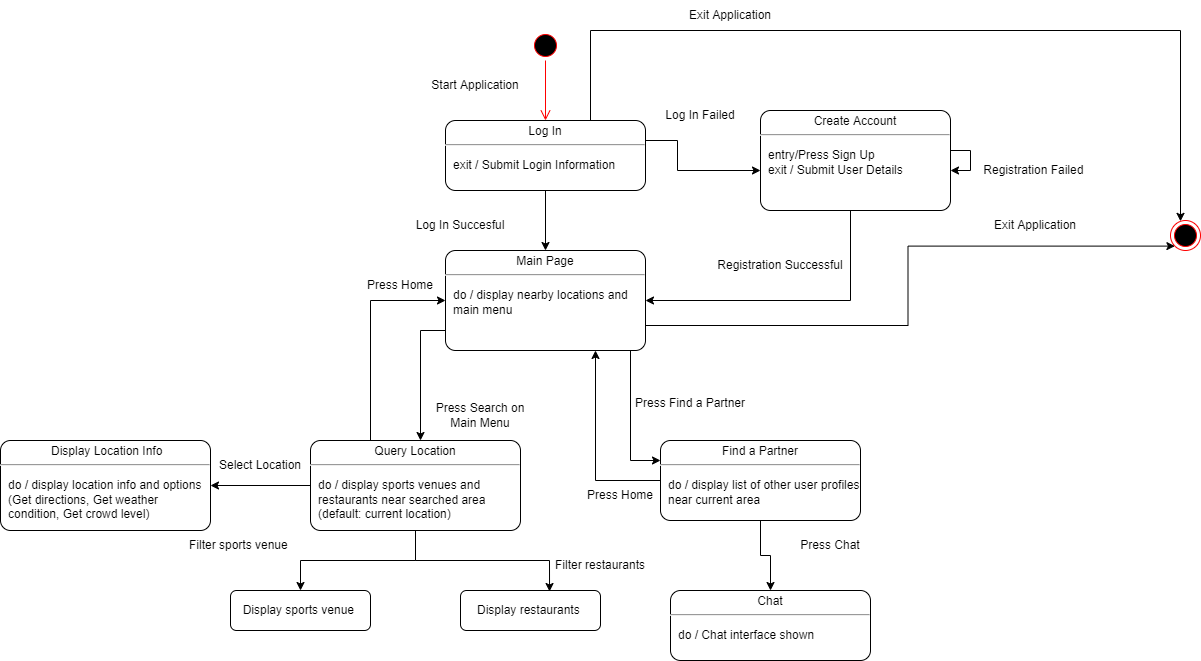 Exit Application
Start Application
Log In
exit / Submit Login Information
Log In Failed
Create Account
entry/Press Sign Up
exit / Submit User Details
Registration Failed
Log In Succesful
Exit Application
Registration Successful
Main Page
do / display nearby locations and
main menu
Press Home
Press Search on
Main Menu
Press Find a Partner
Display Location Info
do / display location info and options
(Get directions, Get weather
condition, Get crowd level)
Select Location
Query Location
do / display sports venues and
restaurants near searched area
(default: current location)
Press Home
Find a Partner
do / display list of other user profiles
near current area
Filter sports venue
Filter restaurants
Press Chat
Display sports venue
Display restaurants
Chat
do / Chat interface shown